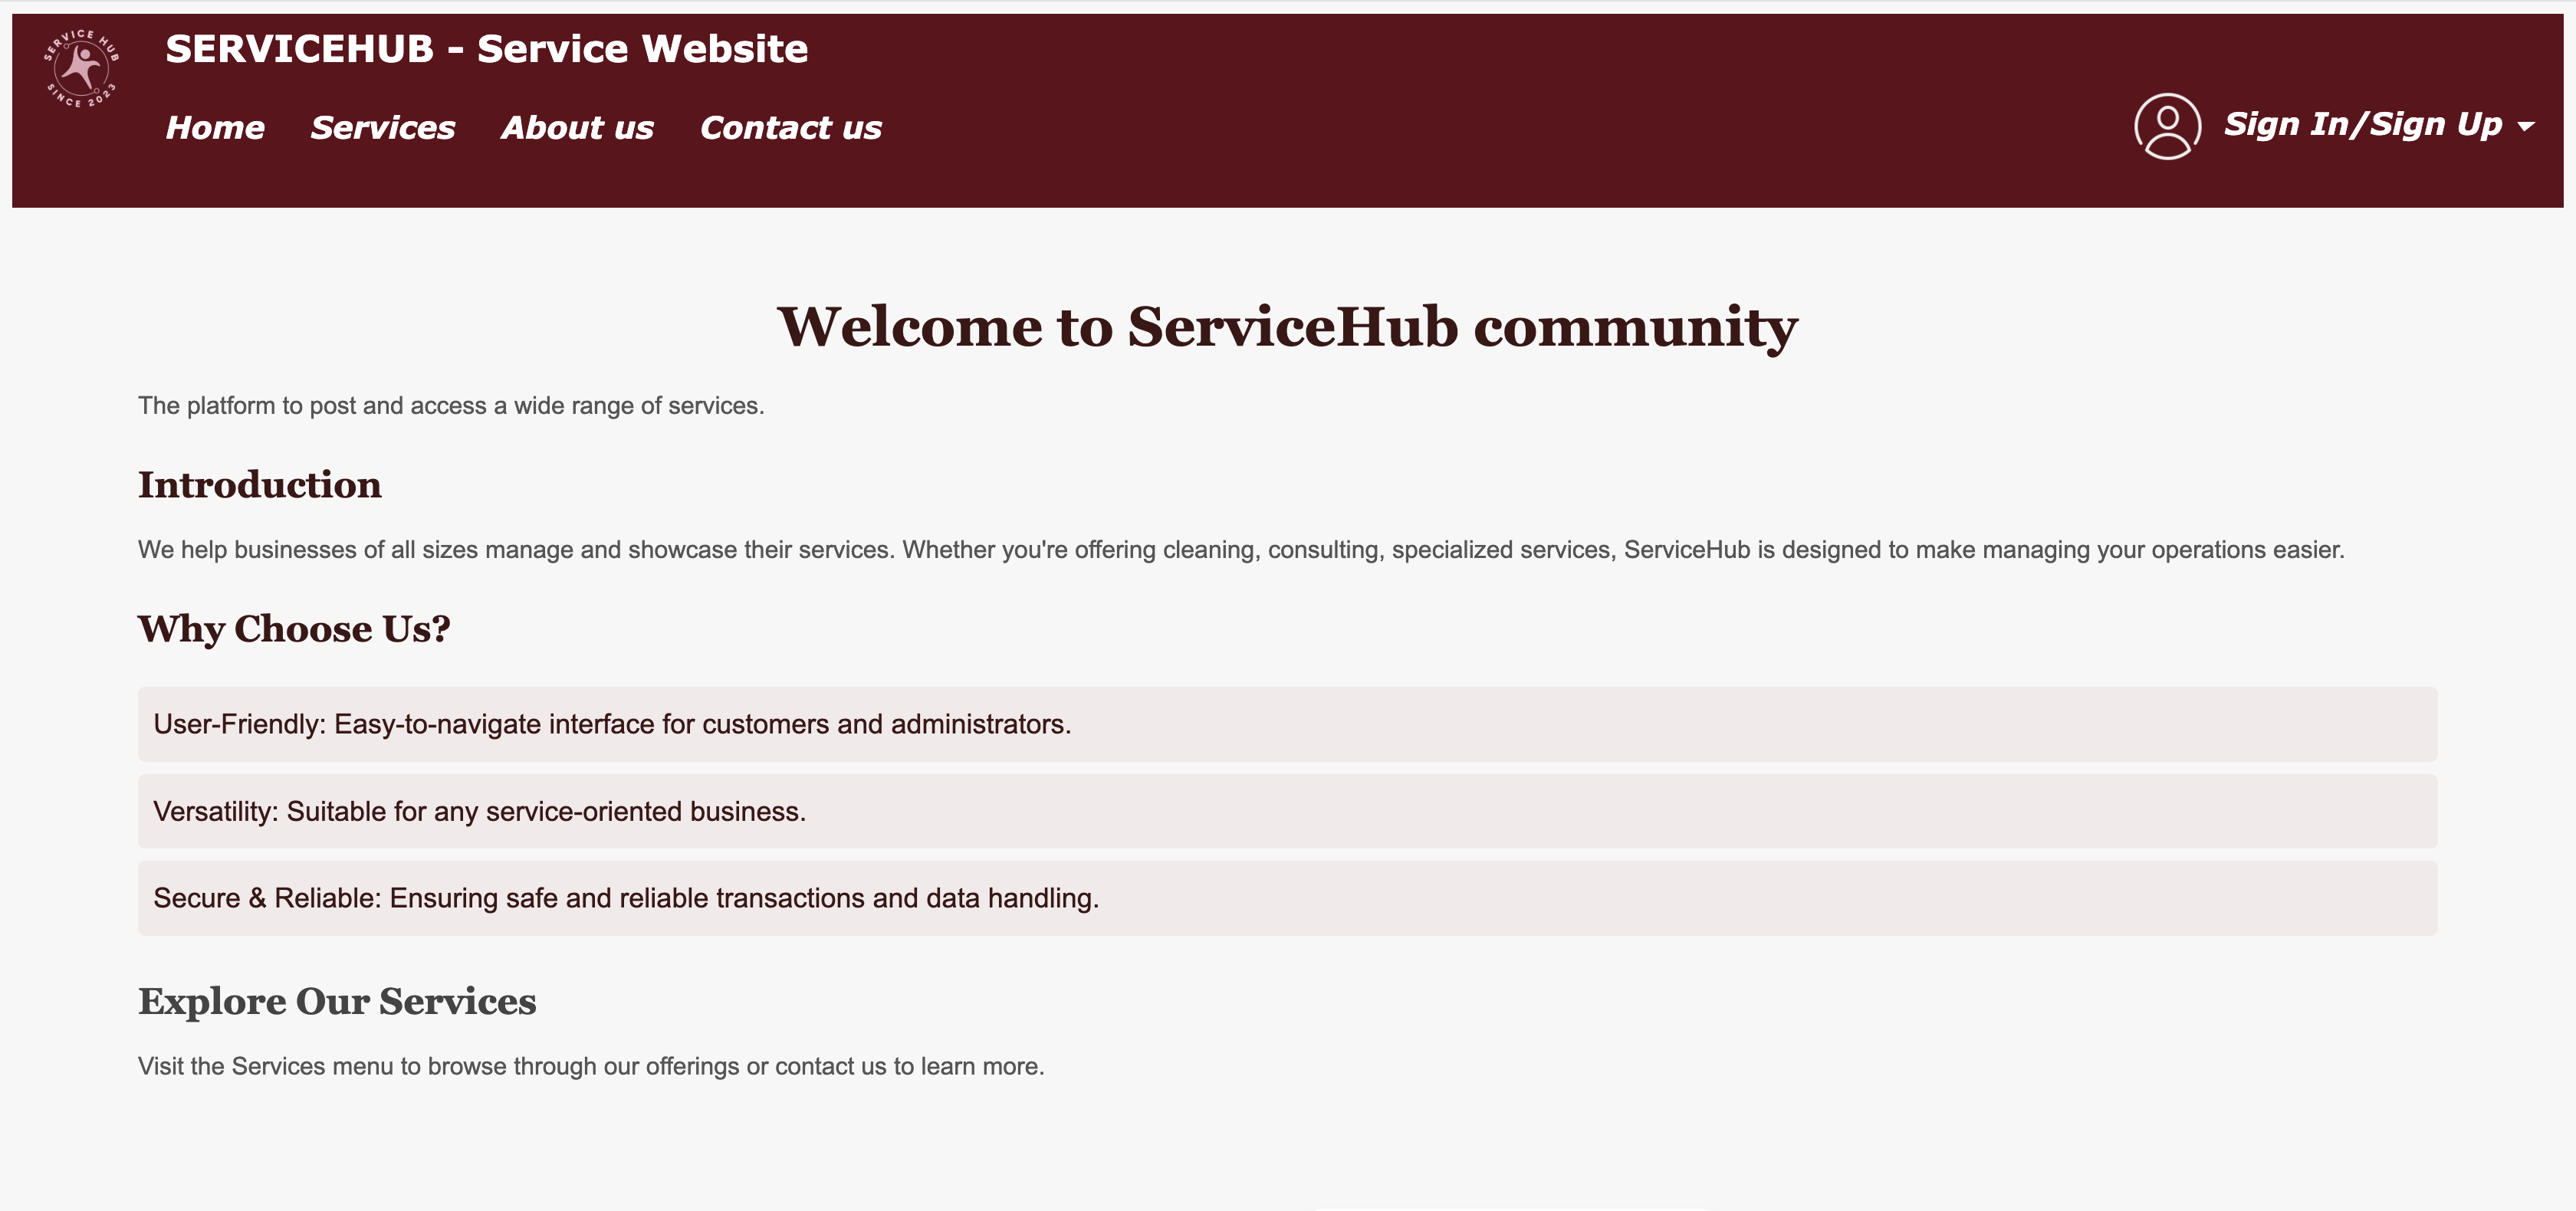 SERVICE HUB
SINCE 2023
SERVICEHUB - Service Website
Home Services About us Contact us
Sign In/Sign Up
Welcome to ServiceHub community
The platform to post and access a wide range of services.
Introduction
We help businesses of all sizes manage and showcase their services. Whether you're offering cleaning, consulting, specialized services, ServiceHub is designed to make managing your operations easier.
Why Choose Us?
User-Friendly: Easy-to-navigate interface for customers and administrators.
Versatility: Suitable for any service-oriented business.
Secure & Reliable: Ensuring safe and reliable transactions and data handling.
Explore Our Services
Visit the Services menu to browse through our offerings or contact us to learn more.